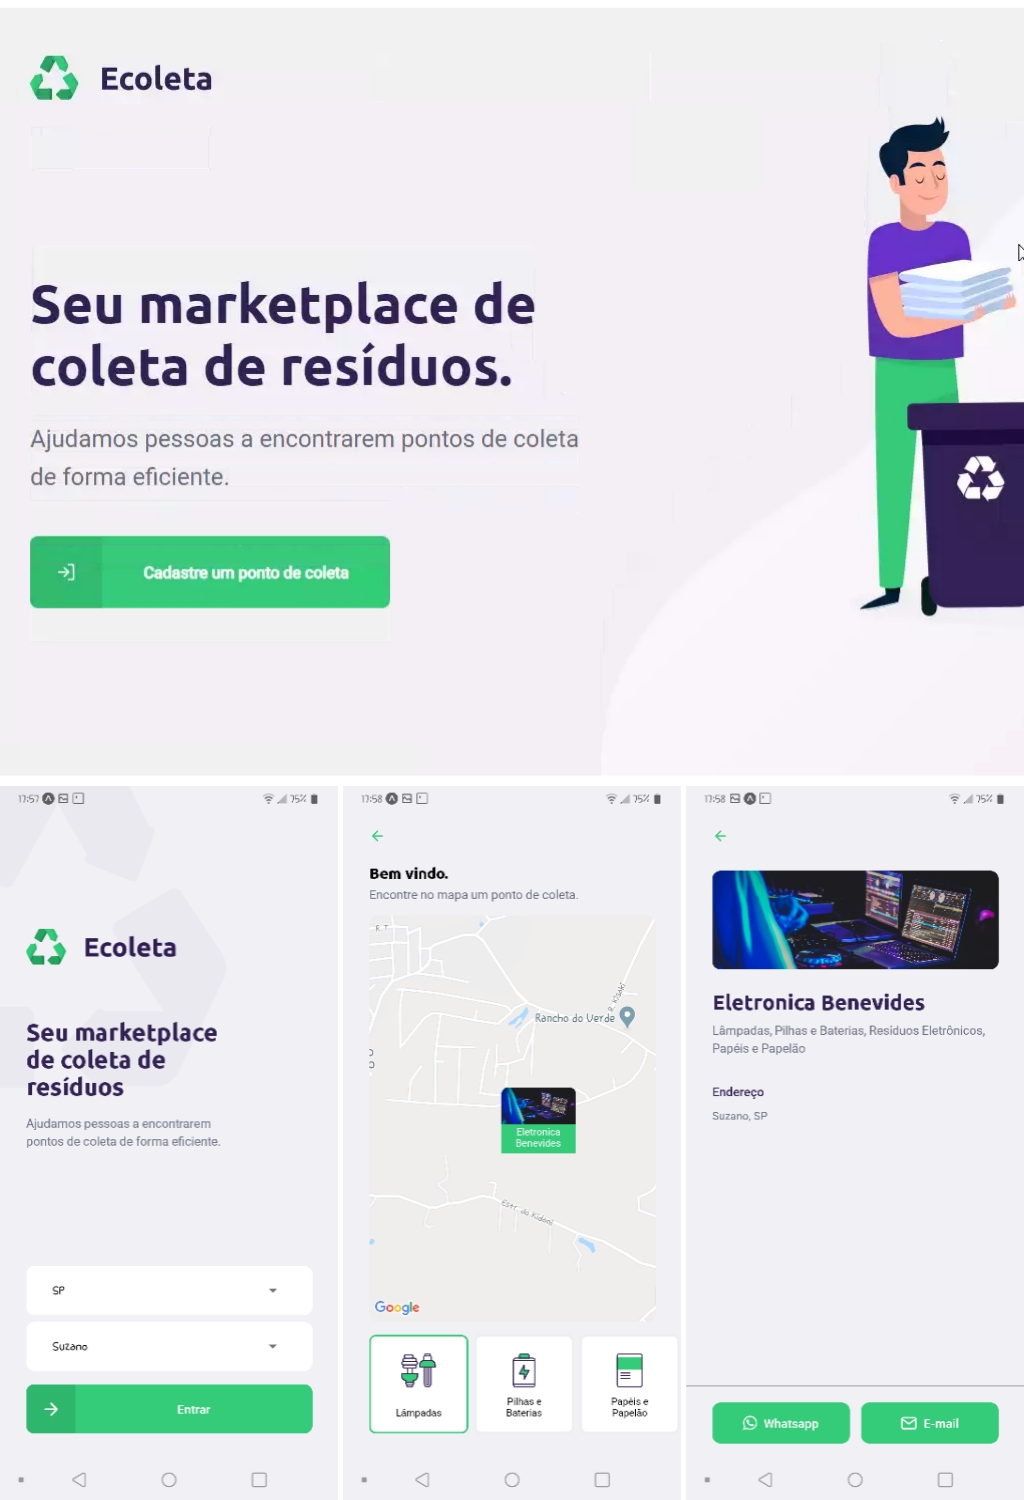 Ecoleta
Seu marketplace de
coleta de resíduos.
Ajudamos pessoas a encontrarem pontos de coleta
de forma eficiente.
Cadastre um ponto de coleta
17:57
75%
Ecoleta
Seu marketplace
de coleta de
resíduos
Ajudamos pessoas a encontrarem
pontos de coleta de forma eficiente.
SP
Suzano
Entrar
17:58
75%
Bem vindo.
Encontre no mapa um ponto de coleta.
R. T
R. Kisaki
Rancho do Verde
Eletronica
Benevides
Estr. do Kidoni
Google
Lâmpadas
Pilhas e
Baterias
Papéis e
Papelão
17:58
75%
Eletronica Benevides
Lâmpadas, Pilhas e Baterias, Resíduos Eletrônicos,
Papéis e Papelão
Endereço
Suzano, SP
Whatsapp
E-mail